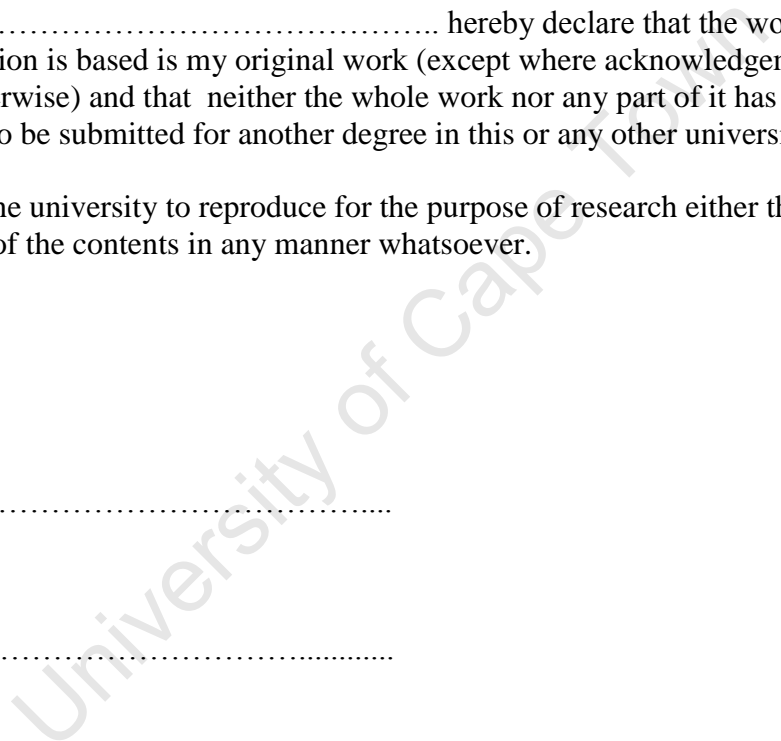 …………………………………….. hereby declare that the wo
ion is based is my original work (except where acknowledgen
rwise) and that  neither the whole work nor any part of it has
o be submitted for another degree in this or any other universi
ne university to reproduce for the purpose of research either th
of the contents in any manner whatsoever.
………………………………....
…………………………............
University of Cape Town